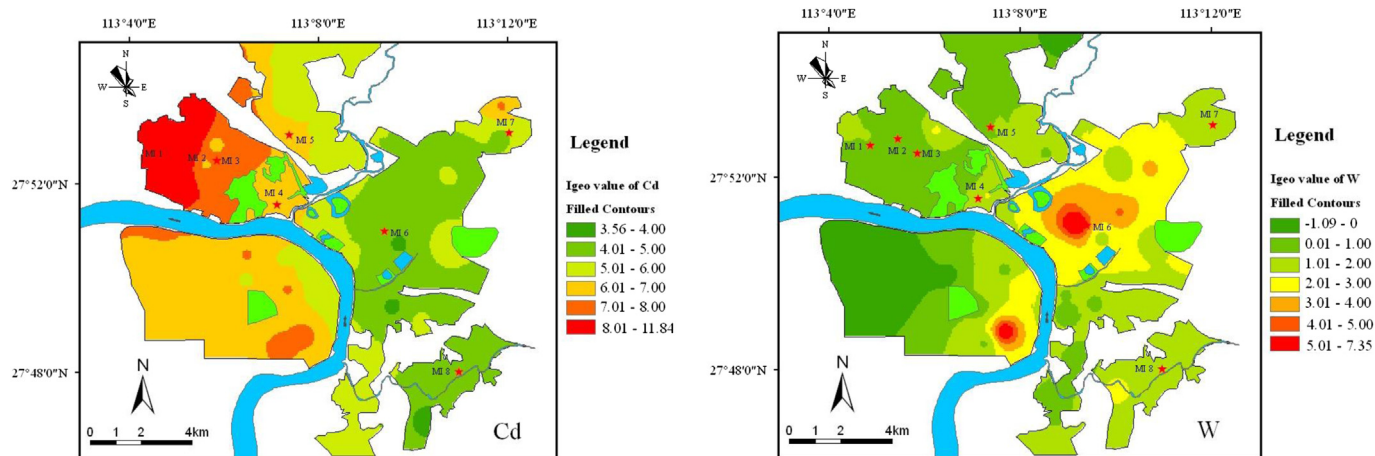 113°4'0"E 113°8'0"E 113°12'0"E
N
W E
S
27°52'0"N
27°48'0"N
MI 1
MI 2
MI 3
MI 4
MI 5
MI 6
MI 7
MI 8
N
0 1 2 4km
Cd
Legend
Igeo value of Cd
Filled Contours
3.56 - 4.00
4.01 - 5.00
5.01 - 6.00
6.01 - 7.00
7.01 - 8.00
8.01 - 11.84
113°4'0"E 113°8'0"E 113°12'0"E
N
W E
S
27°52'0"N
27°48'0"N
MI 1
MI 2
MI 3
MI 4
MI 5
MI 6
MI 7
MI 8
N
0 1 2 4km
W
Legend
Igeo value of W
Filled Contours
-1.09 - 0
0.01 - 1.00
1.01 - 2.00
2.01 - 3.00
3.01 - 4.00
4.01 - 5.00
5.01 - 7.35